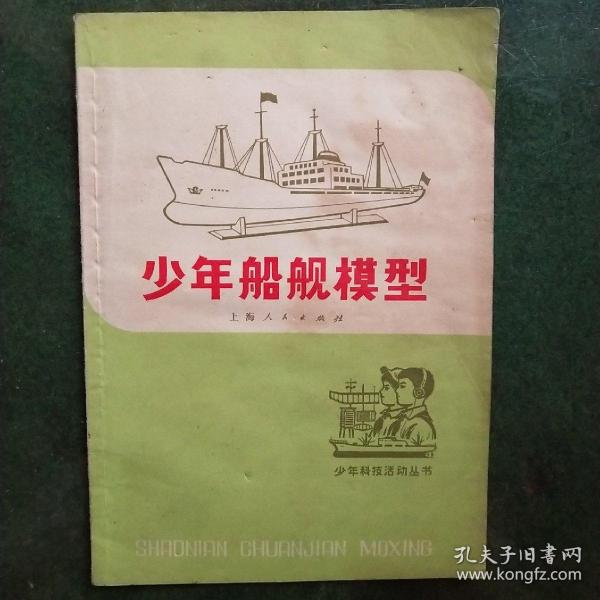 少年船舰模型
上海人民出版社
少年科技活动丛书
SHAONIAN CHUANJIAN MOXING
孔夫子旧书网
www.kongfz.com